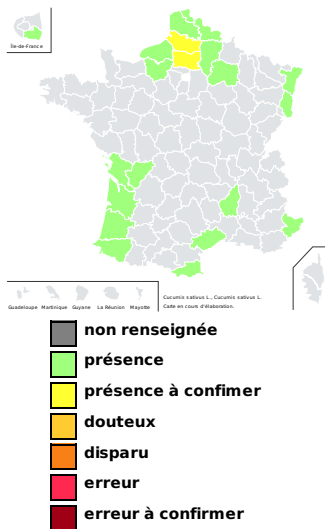 Île-de-France
Guadeloupe Martinique Guyane La Réunion Mayotte
Cucumis sativus L., Cucumis sativus L.
Carte en cours d'élaboration.
non renseignée
présence
présence à confimer
douteux
disparu
erreur
erreur à confirmer